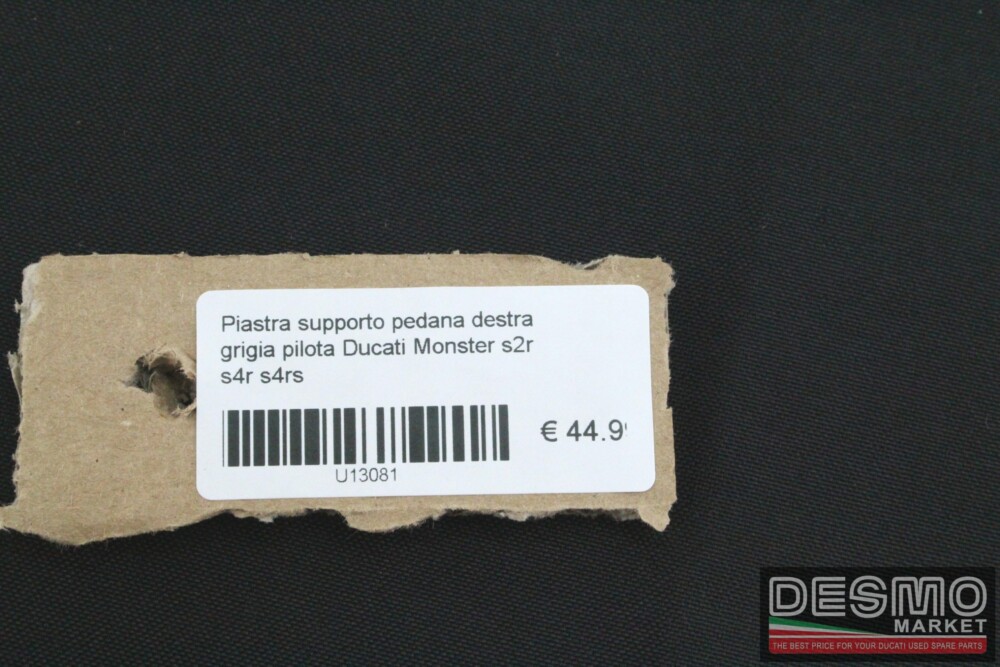 Piastra supporto pedana destra
grigia pilota Ducati Monster s2r
s4r s4rs
€ 44.9
U13081
DESMO
MARKET
THE BEST PRICE FOR YOUR DUCATI USED SPARE PARTS